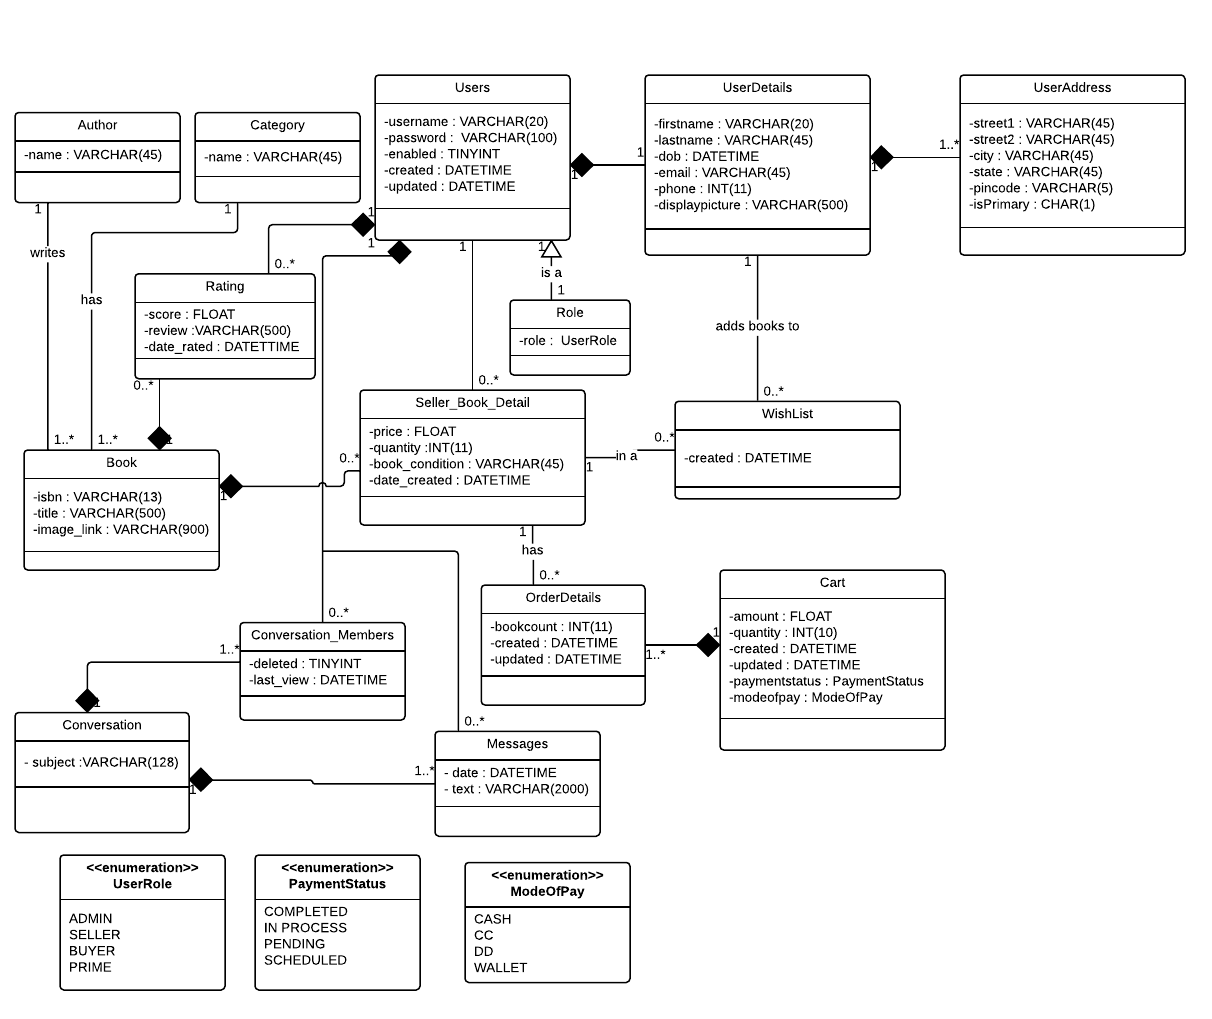 Users
-username : VARCHAR(20)
-password :  VARCHAR(100)
-enabled : TINYINT
-created : DATETIME
-updated : DATETIME
UserDetails
-firstname : VARCHAR(20)
-lastname : VARCHAR(45)
-dob : DATETIME
-email : VARCHAR(45)
-phone : INT(11)
-displaypicture : VARCHAR(500)
UserAddress
-street1 : VARCHAR(45)
-street2 : VARCHAR(45)
-city : VARCHAR(45)
-state : VARCHAR(45)
-pincode : VARCHAR(5)
-isPrimary : CHAR(1)
Author
-name : VARCHAR(45)
Category
-name : VARCHAR(45)
1
1
1
1..*
1
1
writes
has
1
0..*
1
1
1
is a
1
1
adds books to
0..*
Rating
-score : FLOAT
-review :VARCHAR(500)
-date_rated : DATETTIME
0..*
1
Role
-role :  UserRole
0..*
Seller_Book_Detail
-price : FLOAT
-quantity :INT(11)
-book_condition : VARCHAR(45)
-date_created : DATETIME
WishList
-created : DATETIME
1
in a
0..*
1..*
1..*
Book
-isbn : VARCHAR(13)
-title : VARCHAR(500)
-image_link : VARCHAR(900)
1
0..*
1
has
0..*
OrderDetails
-bookcount : INT(11)
-created : DATETIME
-updated : DATETIME
1..*
1
Cart
-amount : FLOAT
-quantity : INT(10)
-created : DATETIME
-updated : DATETIME
-paymentstatus : PaymentStatus
-modeofpay : ModeOfPay
0..*
Conversation_Members
-deleted : TINYINT
-last_view : DATETIME
1..*
1
Conversation
- subject :VARCHAR(128)
1
1..*
0..*
Messages
- date : DATETIME
- text : VARCHAR(2000)
<<enumeration>>
UserRole
ADMIN
SELLER
BUYER
PRIME
<<enumeration>>
PaymentStatus
COMPLETED
IN PROCESS
PENDING
SCHEDULED
<<enumeration>>
ModeOfPay
CASH
CC
DD
WALLET